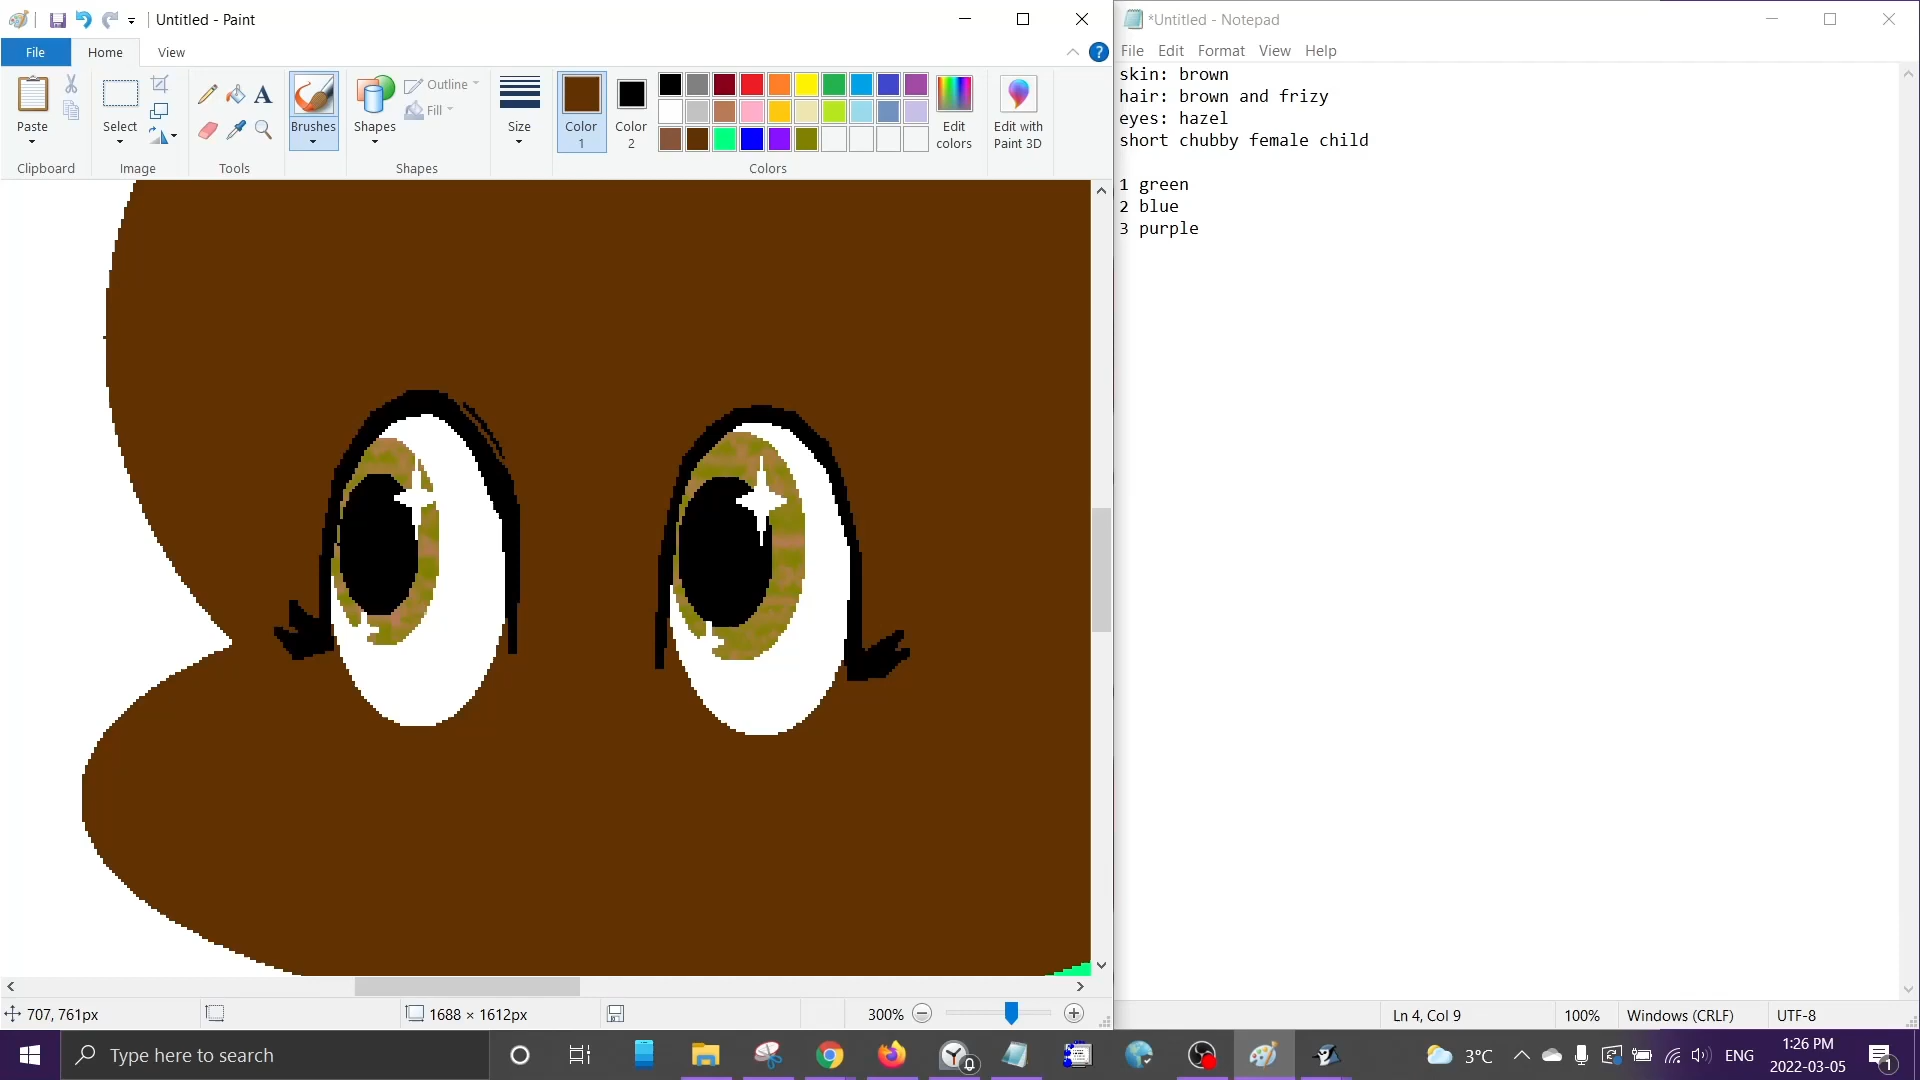 Untitled - Paint
File Home View
Paste
Select
Brushes
Shapes
Outline
Fill
Size
Color 1
Color 2
Edit colors
Edit with Paint 3D
Clipboard Image Tools Shapes Colors
707, 761px
1688 × 1612px
300%
*Untitled - Notepad
File Edit Format View Help
skin: brown
hair: brown and frizy
eyes: hazel
short chubby female child
1 green
2 blue
3 purple
Ln 4, Col 9
100%
Windows (CRLF)
UTF-8
Type here to search
3°C
ENG
1:26 PM
2022-03-05
1